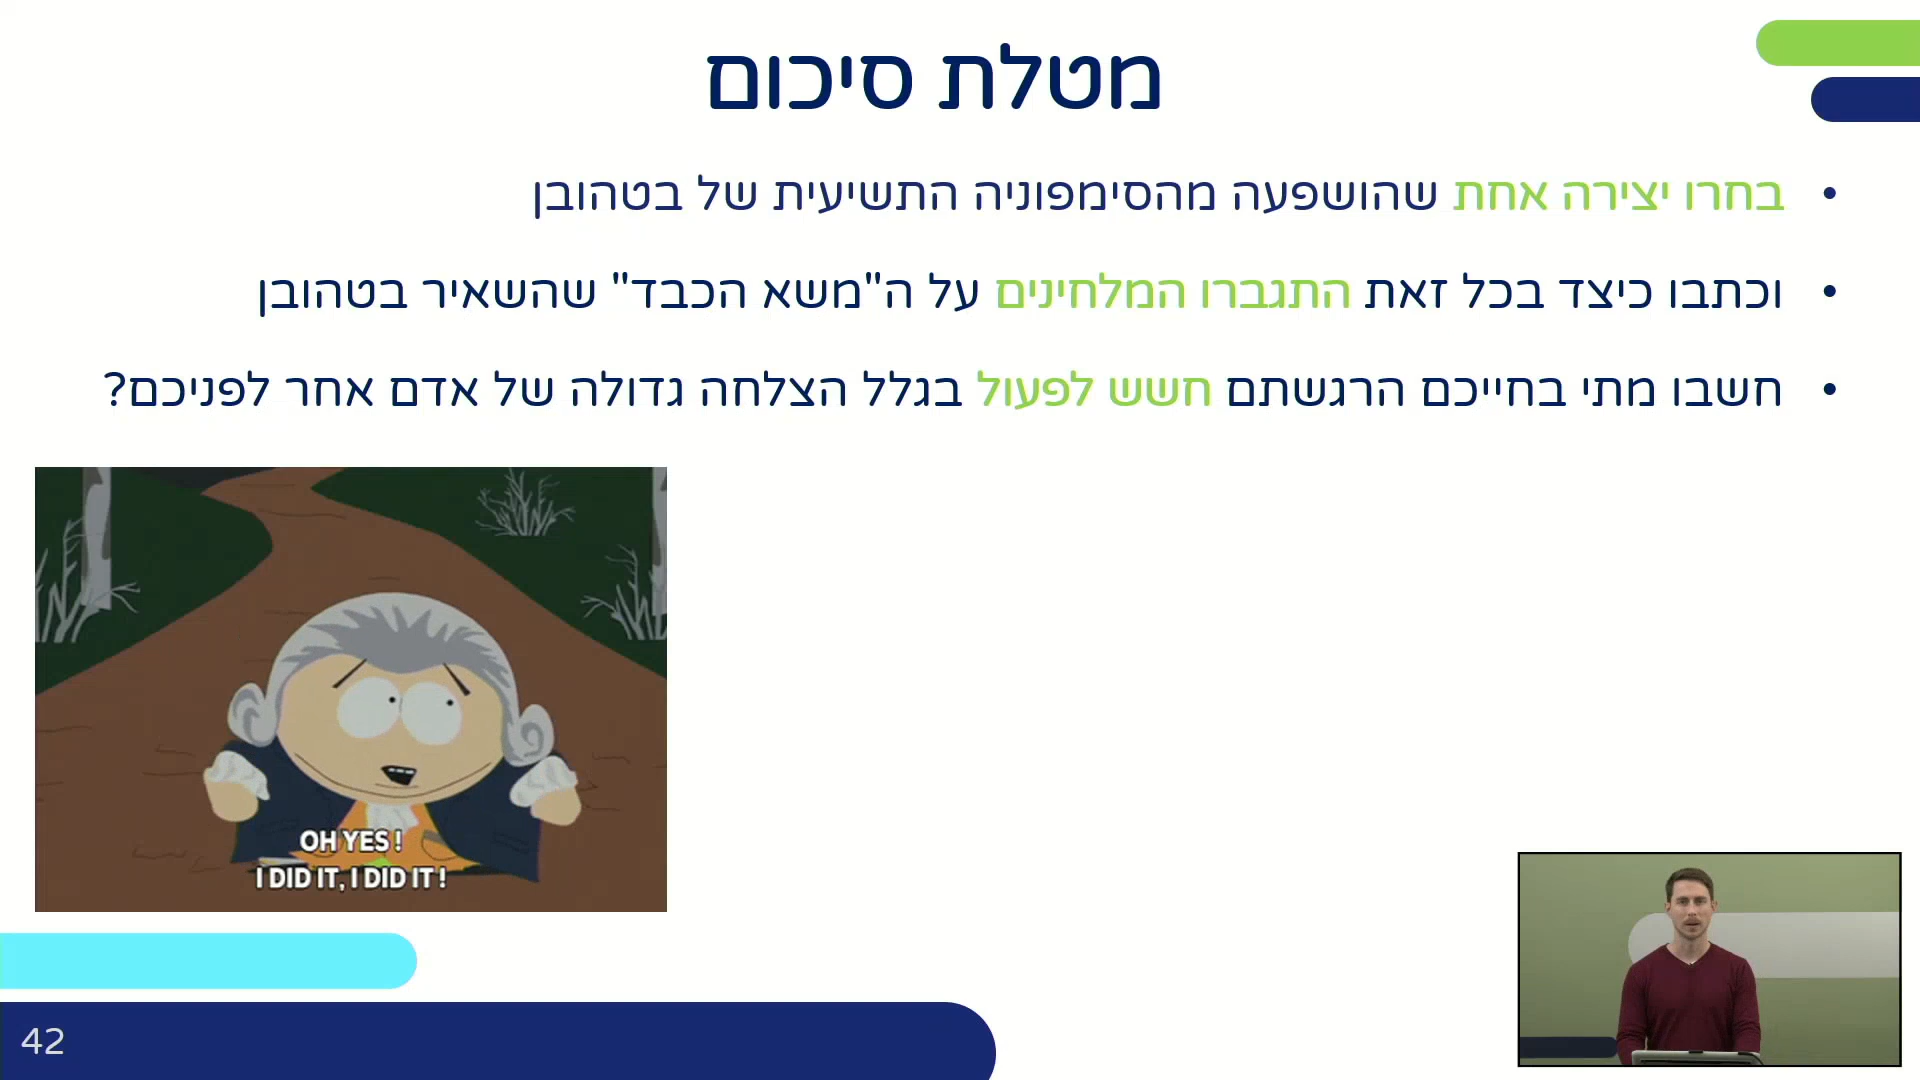 מטלת סיכום
• בחרו יצירה אחת שהושפעה מהסימפוניה התשיעית של בטהובן
• וכתבו כיצד בכל זאת התגברו המלחינים על ה"משא הכבד" שהשאיר בטהובן
• חשבו מתי בחייכם הרגשתם חשש לפעול בגלל הצלחה גדולה של אדם אחר לפניכם?
OH YES!
I DID IT, I DID IT!
42